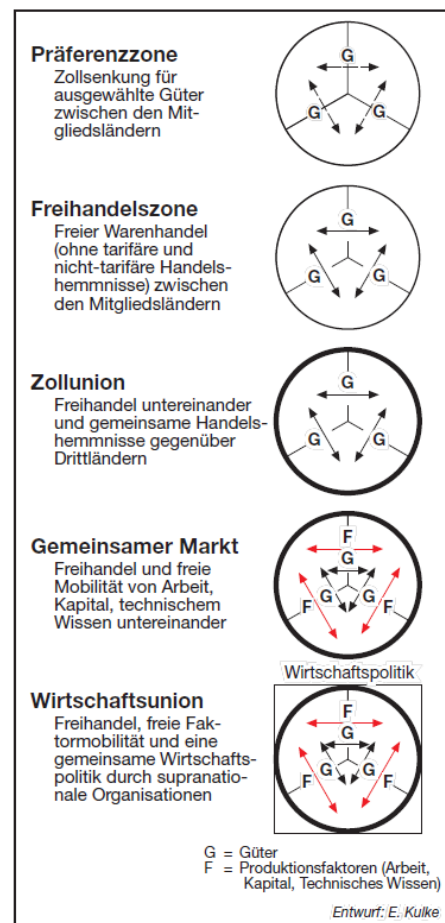 Präferenzzone
Zollsenkung für
ausgewählte Güter
zwischen den Mit-
gliedsländern
G
G
G
Freihandelszone
Freier Warenhandel
(ohne tarifäre und
nicht-tarifäre Handels-
hemmnisse) zwischen
den Mitgliedsländern
G
G
G
Zollunion
Freihandel untereinander
und gemeinsame Handels-
hemmnisse gegenüber
Drittländern
G
G
G
Gemeinsamer Markt
Freihandel und freie
Mobilität von Arbeit,
Kapital, technischem
Wissen untereinander
F
G
G
G
F
F
Wirtschaftspolitik
Wirtschaftsunion
Freihandel, freie Fak-
tormobilität und eine
gemeinsame Wirtschafts-
politik durch supranatio-
nale Organisationen
F
G
G
G
F
F
G = Güter
F = Produktionsfaktoren (Arbeit,
Kapital, Technisches Wissen)
Entwurf: E. Kulke